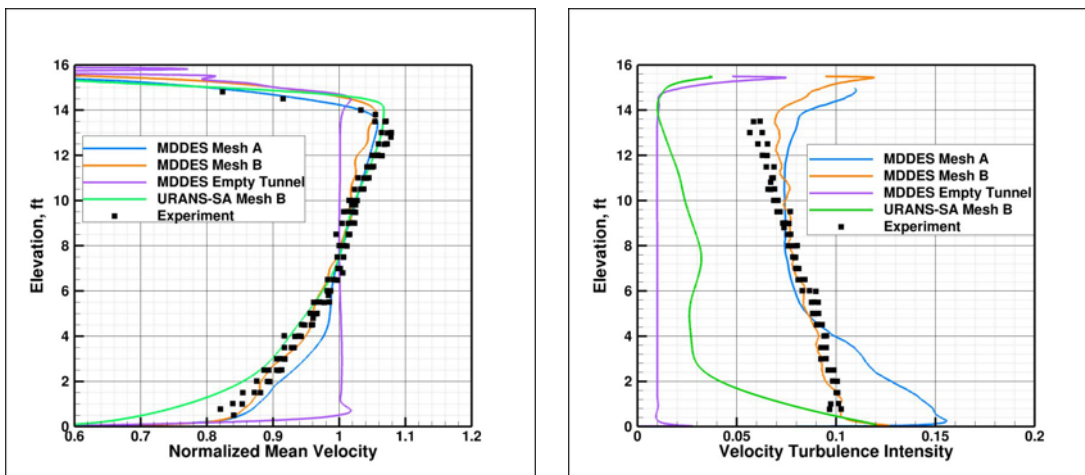 16
14
12
10
8
6
4
2
0
Elevation, ft
MDDES Mesh A
MDDES Mesh B
MDDES Empty Tunnel
URANS-SA Mesh B
Experiment
0.6 0.7 0.8 0.9 1 1.1 1.2
Normalized Mean Velocity
16
14
12
10
8
6
4
2
0
Elevation, ft
MDDES Mesh A
MDDES Mesh B
MDDES Empty Tunnel
URANS-SA Mesh B
Experiment
0 0.05 0.1 0.15 0.2
Velocity Turbulence Intensity